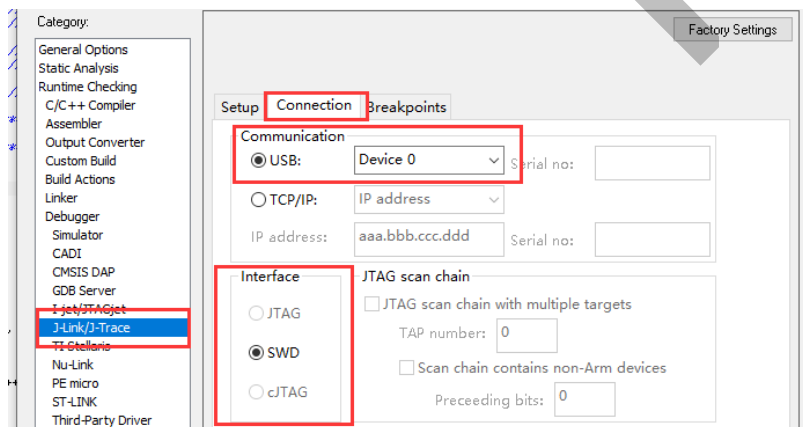 Category:
Factory Settings
General Options
Static Analysis
Runtime Checking
C/C++ Compiler
Assembler
Output Converter
Custom Build
Build Actions
Linker
Debugger
Simulator
CADI
CMSIS DAP
GDB Server
I-jet/JTAGjet
J-Link/J-Trace
TI Stellaris
Nu-Link
PE micro
ST-LINK
Third-Party Driver
Setup Connection Breakpoints
Communication
USB: Device 0 Serial no:
TCP/IP: IP address
IP address: aaa.bbb.ccc.ddd Serial no:
Interface
JTAG
SWD
cJTAG
JTAG scan chain
JTAG scan chain with multiple targets
TAP number: 0
Scan chain contains non-Arm devices
Preceeding bits: 0